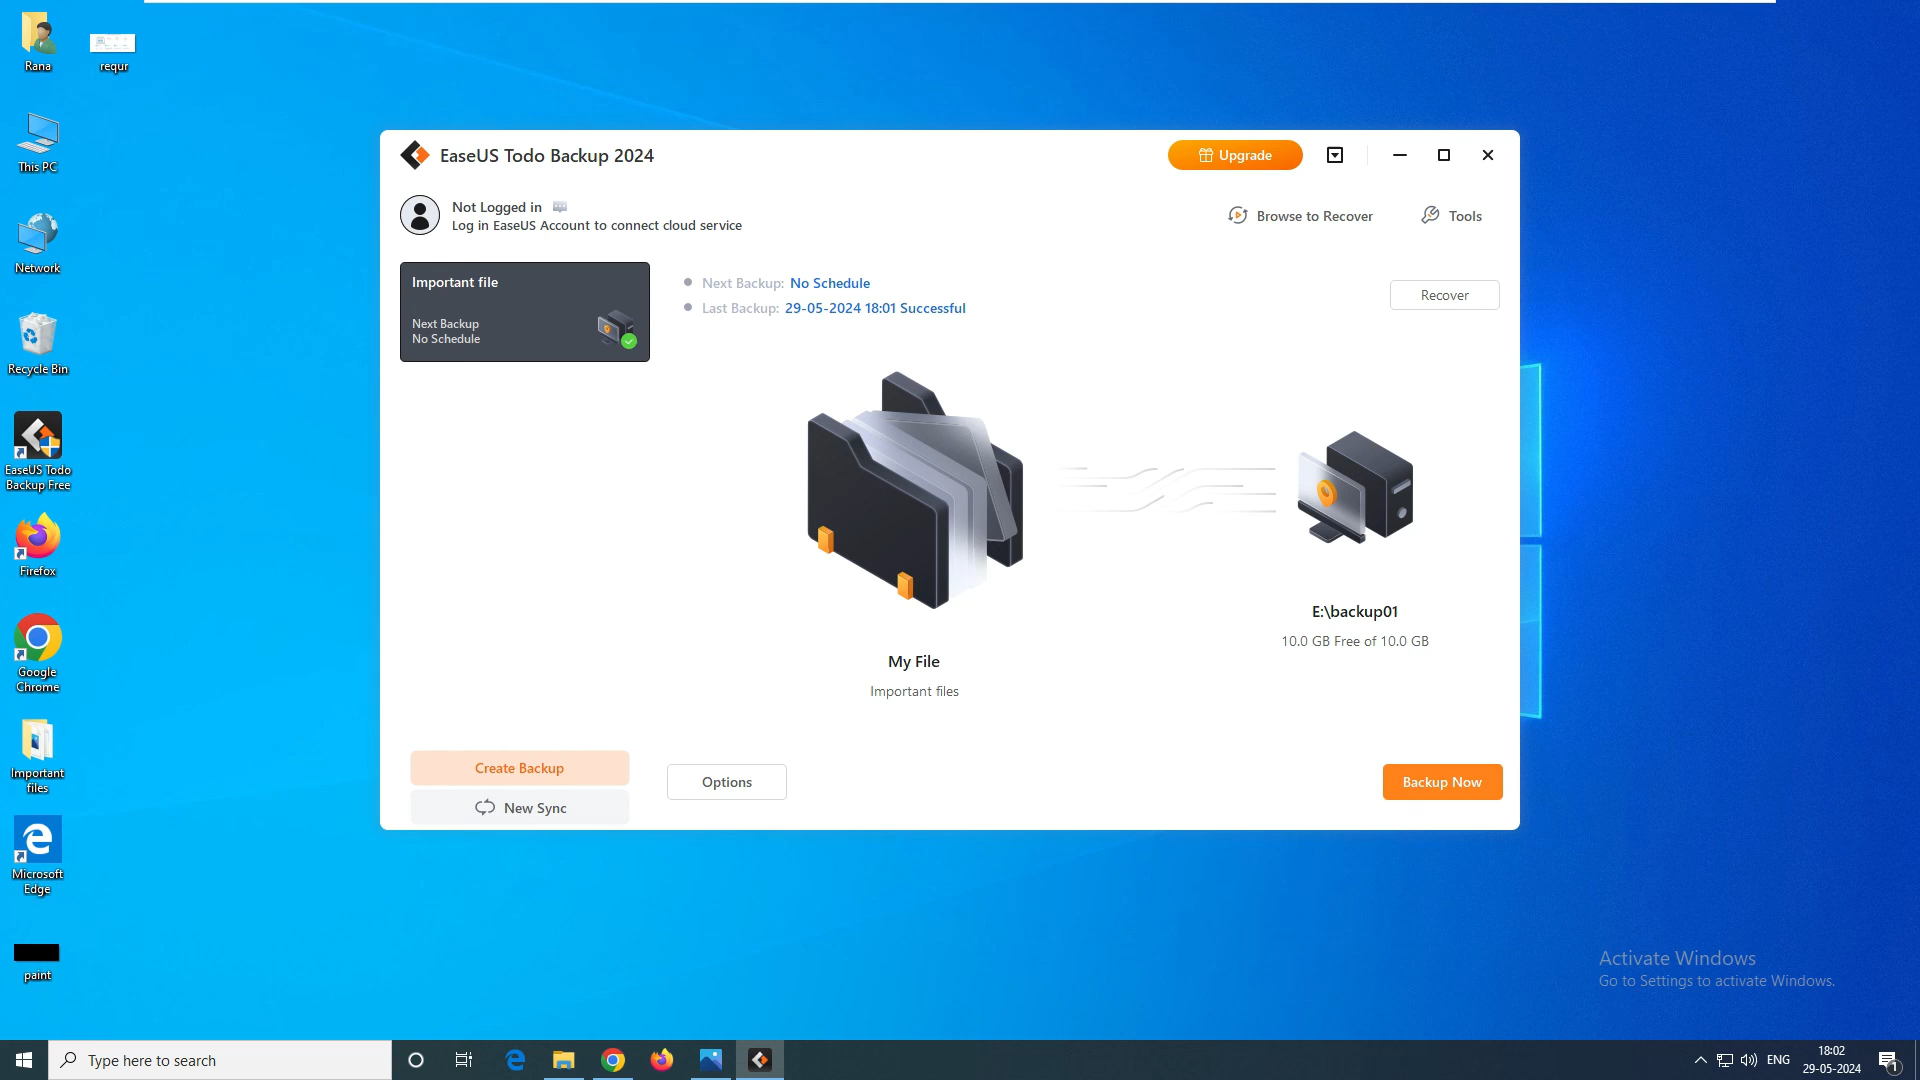 Rana
requr
This PC
Network
Recycle Bin
EaseUS Todo
Backup Free
Firefox
Google
Chrome
Important
files
Microsoft
Edge
paint
EaseUS Todo Backup 2024
Upgrade
Not Logged in
Log in EaseUS Account to connect cloud service
Browse to Recover
Tools
Important file
Next Backup
No Schedule
Next Backup: No Schedule
Last Backup: 29-05-2024 18:01 Successful
Recover
My File
Important files
E:\backup01
10.0 GB Free of 10.0 GB
Create Backup
New Sync
Options
Backup Now
Activate Windows
Go to Settings to activate Windows.
Type here to search
ENG
18:02
29-05-2024
1